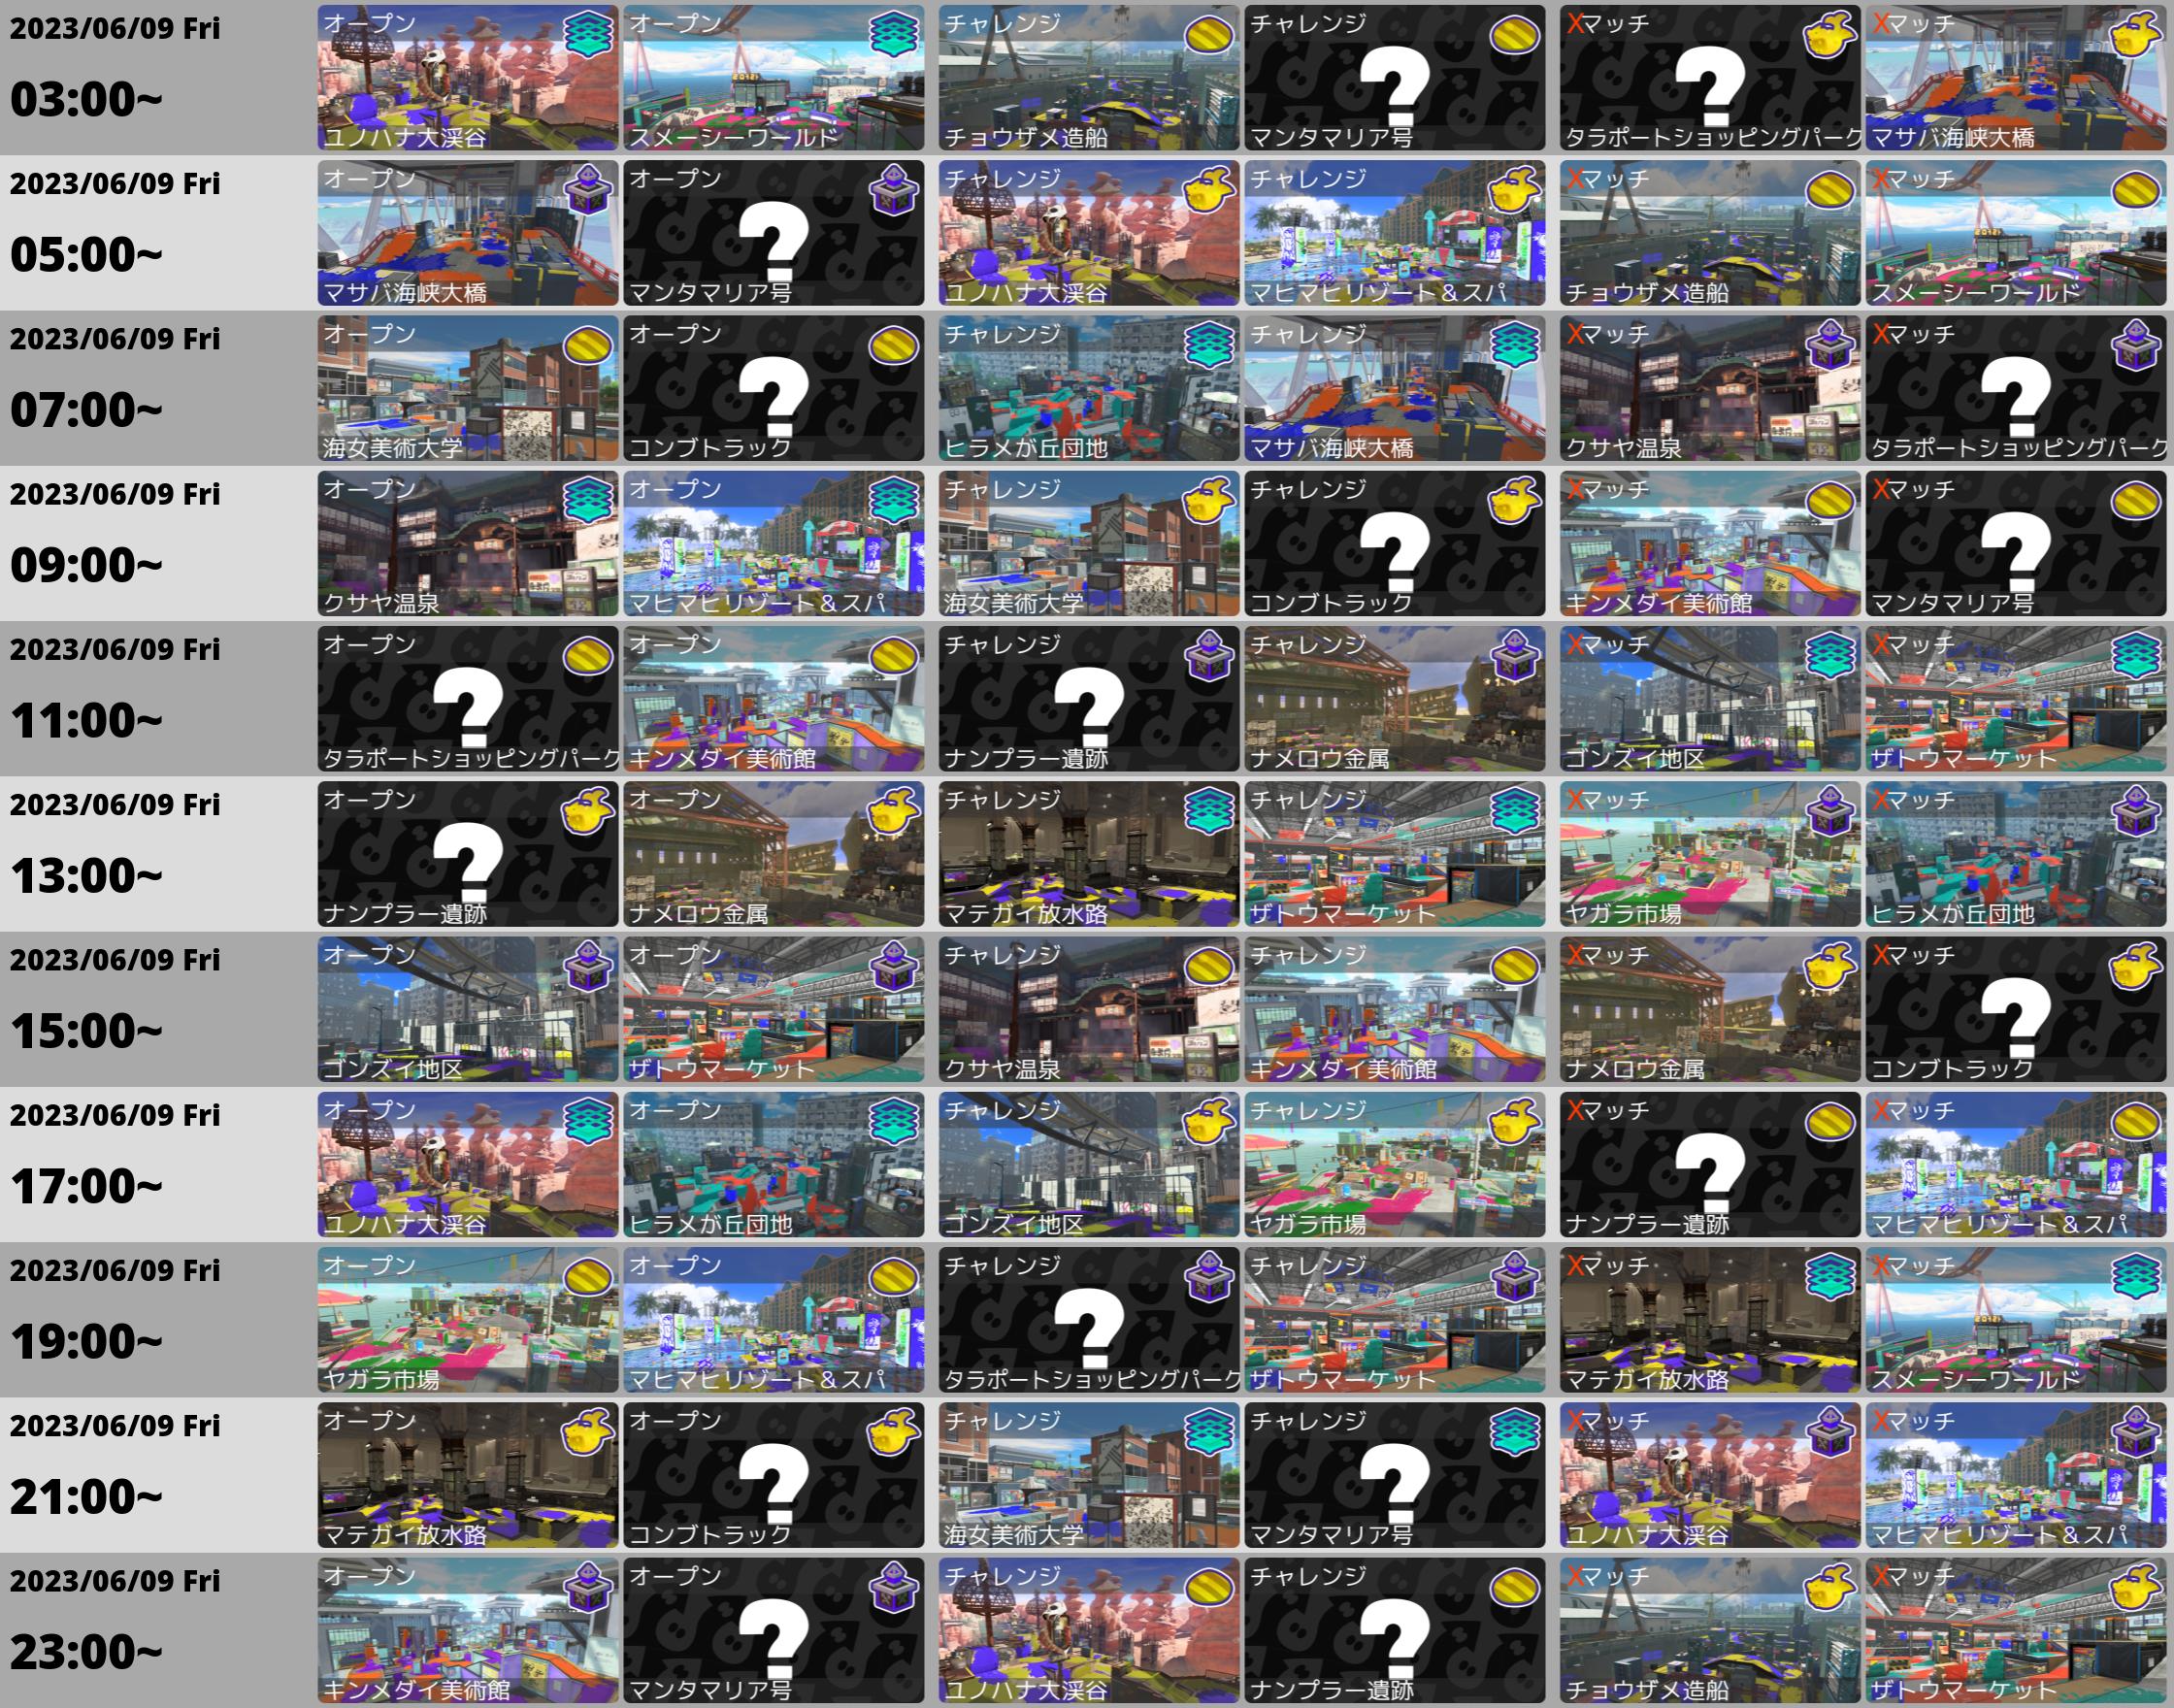 2023/06/09 Fri
03:00~
オープン
ユノハナ大渓谷
オープン
スメーシーワールド
チャレンジ
チョウザメ造船
チャレンジ
マンタマリア号
Xマッチ
タラポートショッピングパーク
Xマッチ
マサバ海峡大橋
2023/06/09 Fri
05:00~
オープン
マサバ海峡大橋
オープン
マンタマリア号
チャレンジ
ユノハナ大渓谷
チャレンジ
マヒマヒリゾート&スパ
Xマッチ
チョウザメ造船
Xマッチ
スメーシーワールド
2023/06/09 Fri
07:00~
オープン
海女美術大学
オープン
コンブトラック
チャレンジ
ヒラメが丘団地
チャレンジ
マサバ海峡大橋
Xマッチ
クサヤ温泉
Xマッチ
タラポートショッピングパーク
2023/06/09 Fri
09:00~
オープン
クサヤ温泉
オープン
マヒマヒリゾート&スパ
チャレンジ
海女美術大学
チャレンジ
コンブトラック
Xマッチ
キンメダイ美術館
Xマッチ
マンタマリア号
2023/06/09 Fri
11:00~
オープン
タラポートショッピングパーク
オープン
キンメダイ美術館
チャレンジ
ナンプラー遺跡
チャレンジ
ナメロウ金属
Xマッチ
ゴンズイ地区
Xマッチ
ザトウマーケット
2023/06/09 Fri
13:00~
オープン
ナンプラー遺跡
オープン
ナメロウ金属
チャレンジ
マテガイ放水路
チャレンジ
ザトウマーケット
Xマッチ
ヤガラ市場
Xマッチ
ヒラメが丘団地
2023/06/09 Fri
15:00~
オープン
ゴンズイ地区
オープン
ザトウマーケット
チャレンジ
クサヤ温泉
チャレンジ
キンメダイ美術館
Xマッチ
ナメロウ金属
Xマッチ
コンブトラック
2023/06/09 Fri
17:00~
オープン
ユノハナ大渓谷
オープン
ヒラメが丘団地
チャレンジ
ゴンズイ地区
チャレンジ
ヤガラ市場
Xマッチ
ナンプラー遺跡
Xマッチ
マヒマヒリゾート&スパ
2023/06/09 Fri
19:00~
オープン
ヤガラ市場
オープン
マヒマヒリゾート&スパ
チャレンジ
タラポートショッピングパーク
チャレンジ
ザトウマーケット
Xマッチ
マテガイ放水路
Xマッチ
スメーシーワールド
2023/06/09 Fri
21:00~
オープン
マテガイ放水路
オープン
コンブトラック
チャレンジ
海女美術大学
チャレンジ
マンタマリア号
Xマッチ
ユノハナ大渓谷
Xマッチ
マヒマヒリゾート&スパ
2023/06/09 Fri
23:00~
オープン
キンメダイ美術館
オープン
マンタマリア号
チャレンジ
ユノハナ大渓谷
チャレンジ
ナンプラー遺跡
Xマッチ
チョウザメ造船
Xマッチ
ザトウマーケット